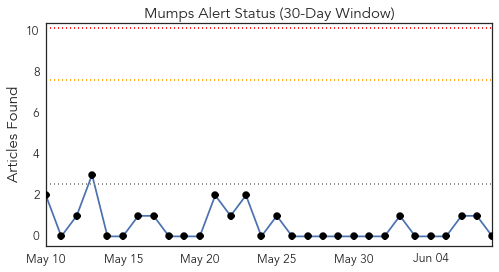 Mumps Alert Status (30-Day Window)
Articles Found
10
8
6
4
2
0
May 10 May 15 May 20 May 25 May 30 Jun 04